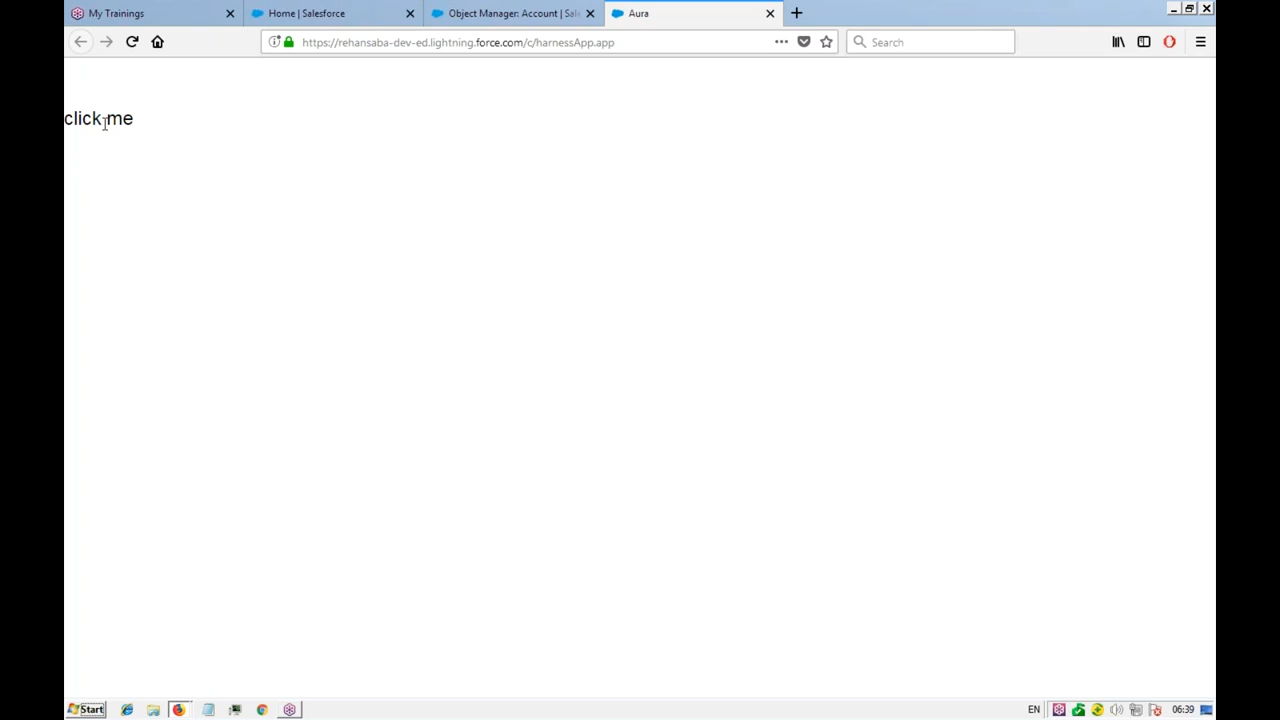 My Trainings
Home | Salesforce
Object Manager: Account | Sale
Aura
https://rehansaba-dev-ed.lightning.force.com/c/harnessApp.app
Search
click me
Start
EN
06:39